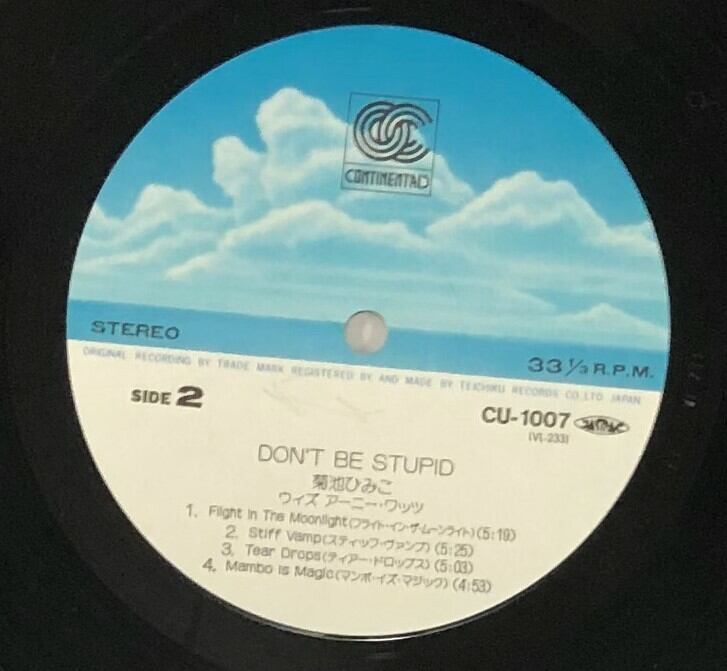 CONTINENTAL
STEREO
33 1/3 R.P.M.
ORIGINAL RECORDING BY TRADE MARK REGISTERED BY AND MADE BY TEICHIKU RECORDS CO. LTD JAPAN
SIDE 2
CU-1007
(VL-233)
DON'T BE STUPID
菊池ひみこ
ウィズ アーニー・ワッツ
1. Flight In The Moonlight(フライト・イン・ザ・ムーンライト)(5:19)
2. Stiff Vamp(スティッフ・ヴァンプ)(5:25)
3. Tear Drops(ティアー・ドロップス)(5:03)
4. Mambo is Magic(マンボ・イズ・マジック)(4:53)